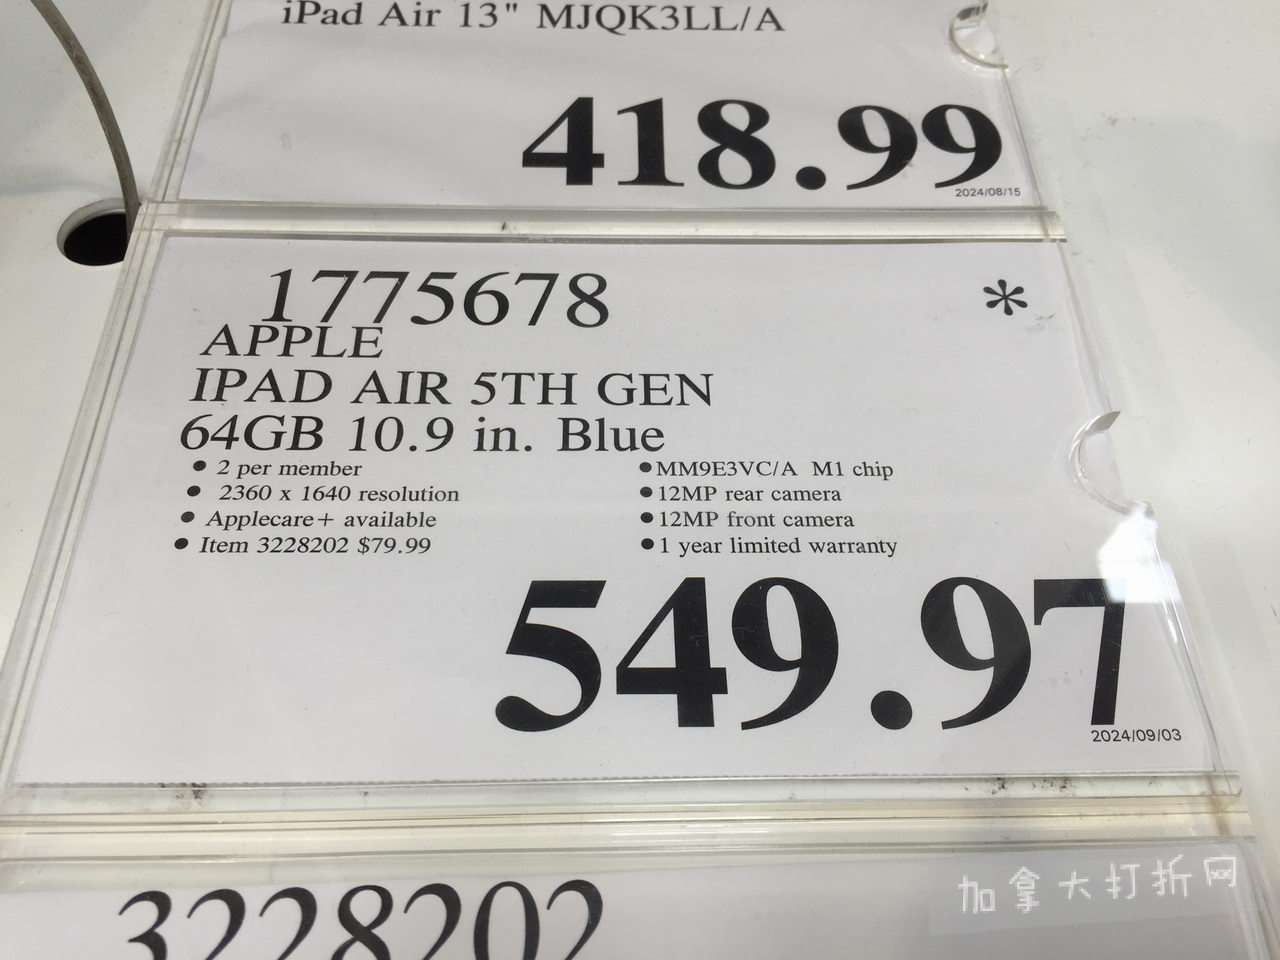 iPad Air 13" MJQK3LL/A
418.99
2024/08/15
1775678
*
APPLE
IPAD AIR 5TH GEN
64GB 10.9 in. Blue
● 2 per member
● 2360 x 1640 resolution
● Applecare+ available
● Item 3228202 $79.99
●MM9E3VC/A M1 chip
●12MP rear camera
●12MP front camera
●1 year limited warranty
549.97
2024/09/03
3228202
加拿大打折网